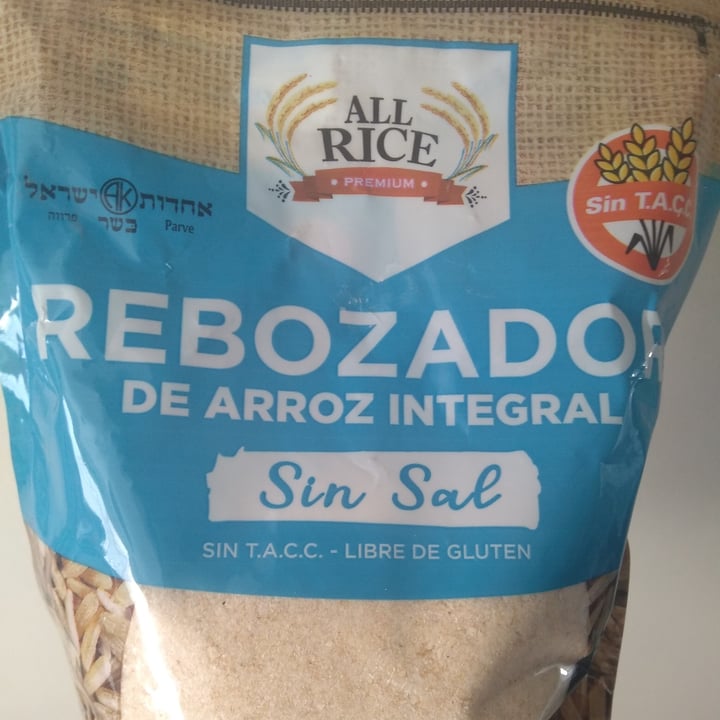 ALL
RICE
• PREMIUM •
אחדות AK ישראל
פרווה כשר Parve
Sin T.A.C.C.
REBOZADOR
DE ARROZ INTEGRAL
Sin Sal
SIN T.A.C.C. - LIBRE DE GLUTEN